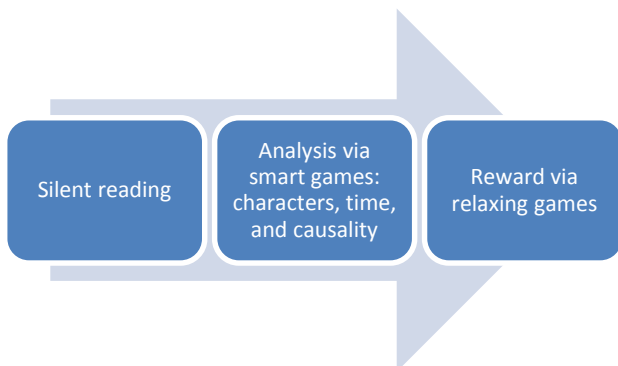 Silent reading
Analysis via
smart games:
characters, time,
and causality
Reward via
relaxing games